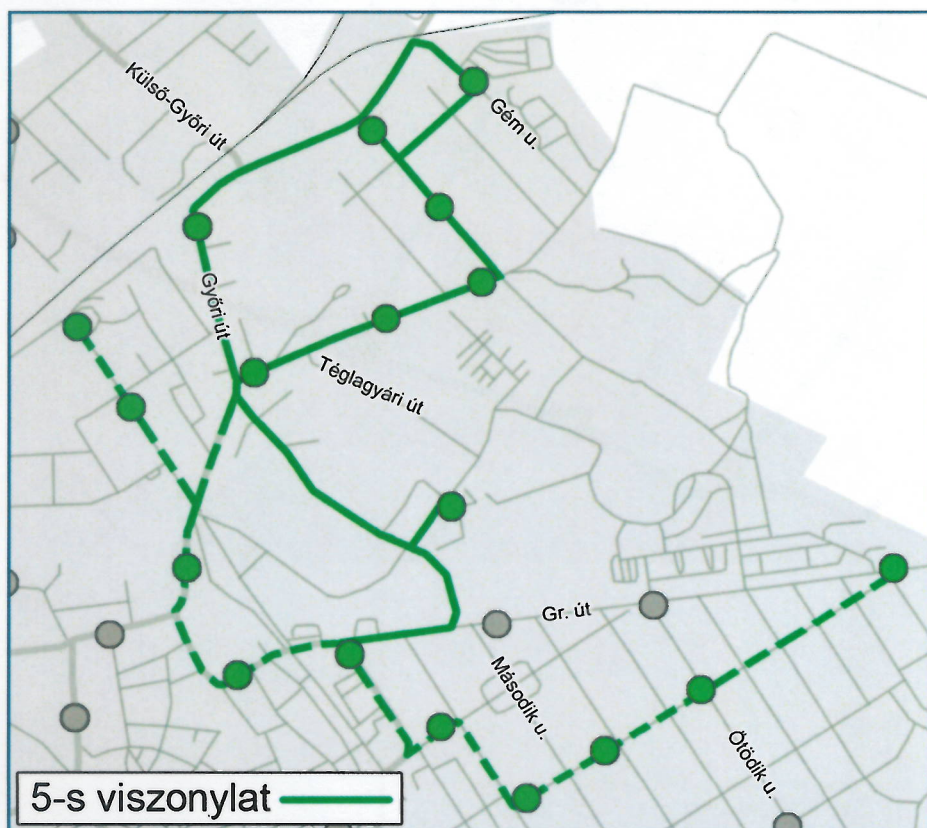 Külső-Győri út
Gém u.
Győri út
Téglagyári út
Gr. út
Második u.
Ötödik u.
5-s viszonylat